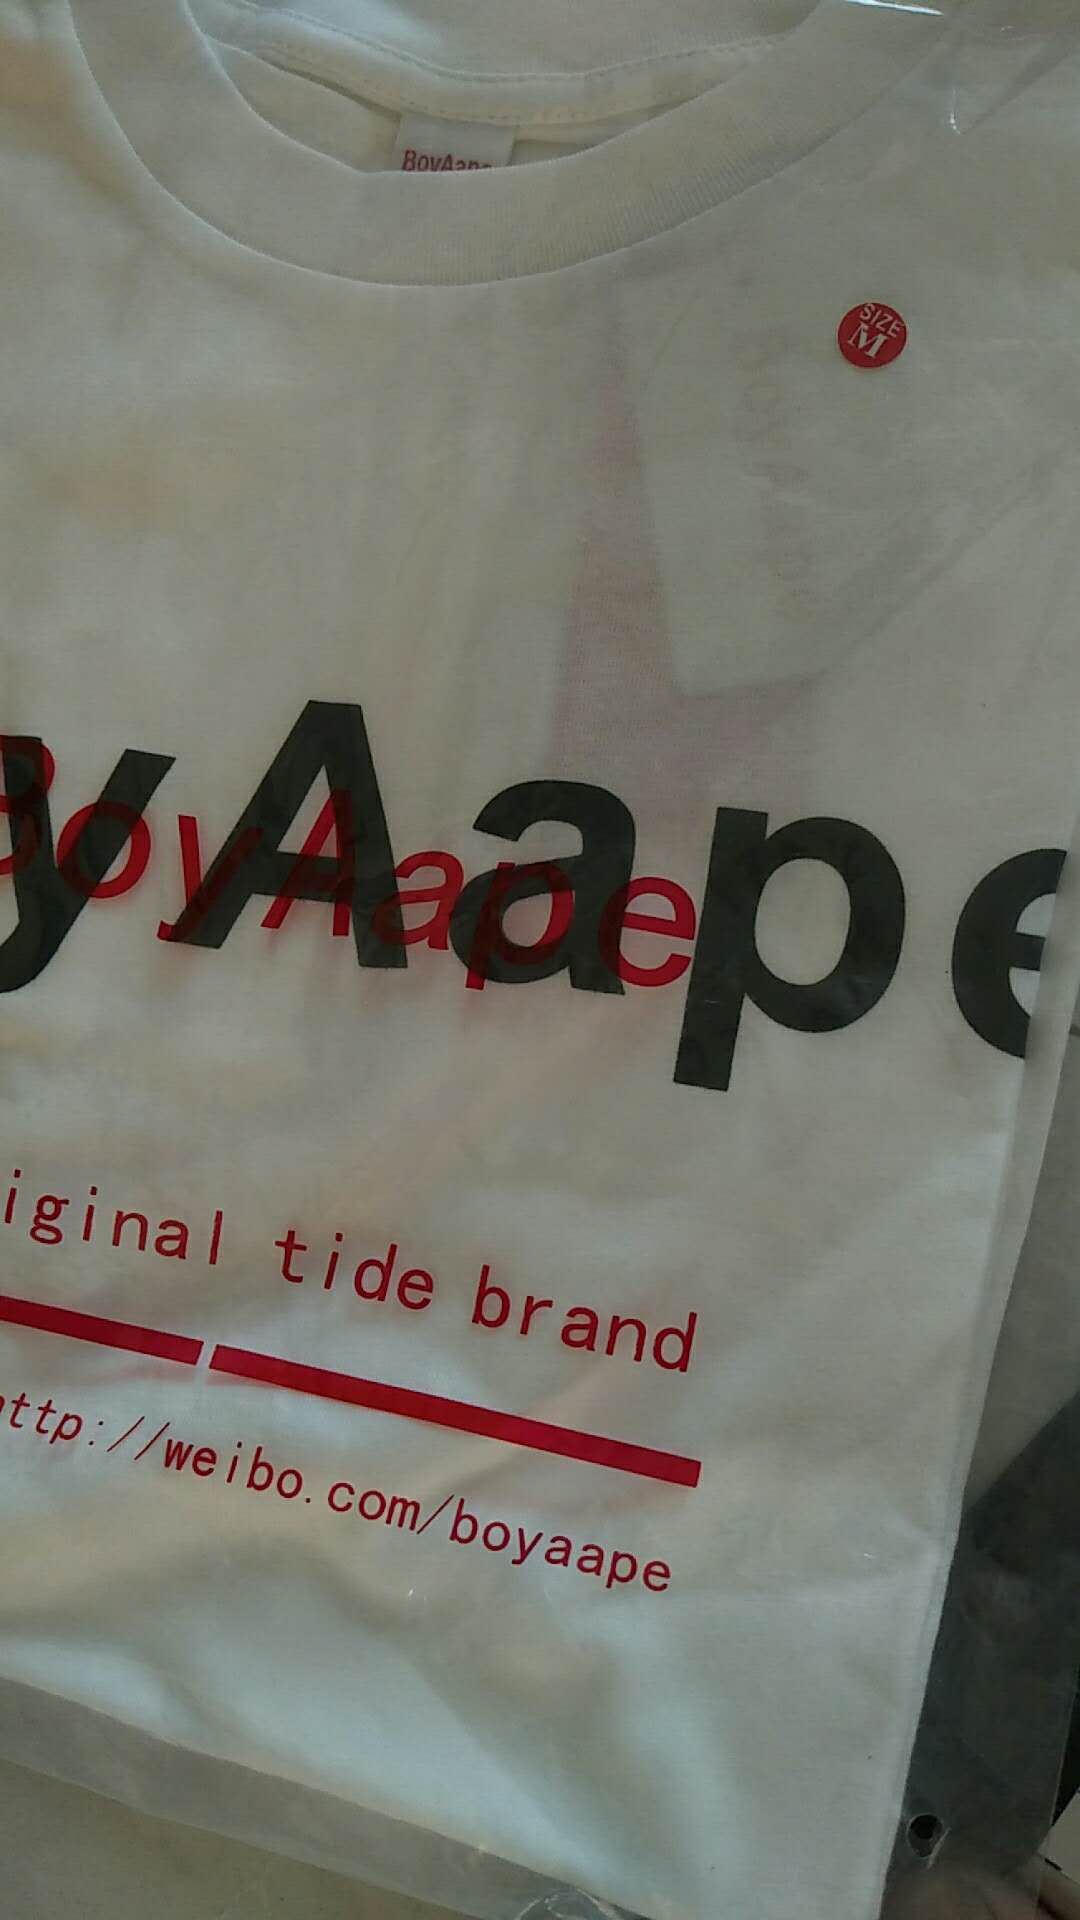 BoyAape
SIZE
M
yAape
BoyAape
iginal tide brand
ttp://weibo.com/boyaape